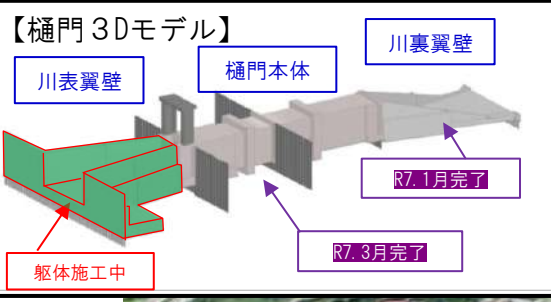 【樋門３Dモデル】
川裏翼壁
樋門本体
川表翼壁
R7.1月完了
R7.3月完了
躯体施工中